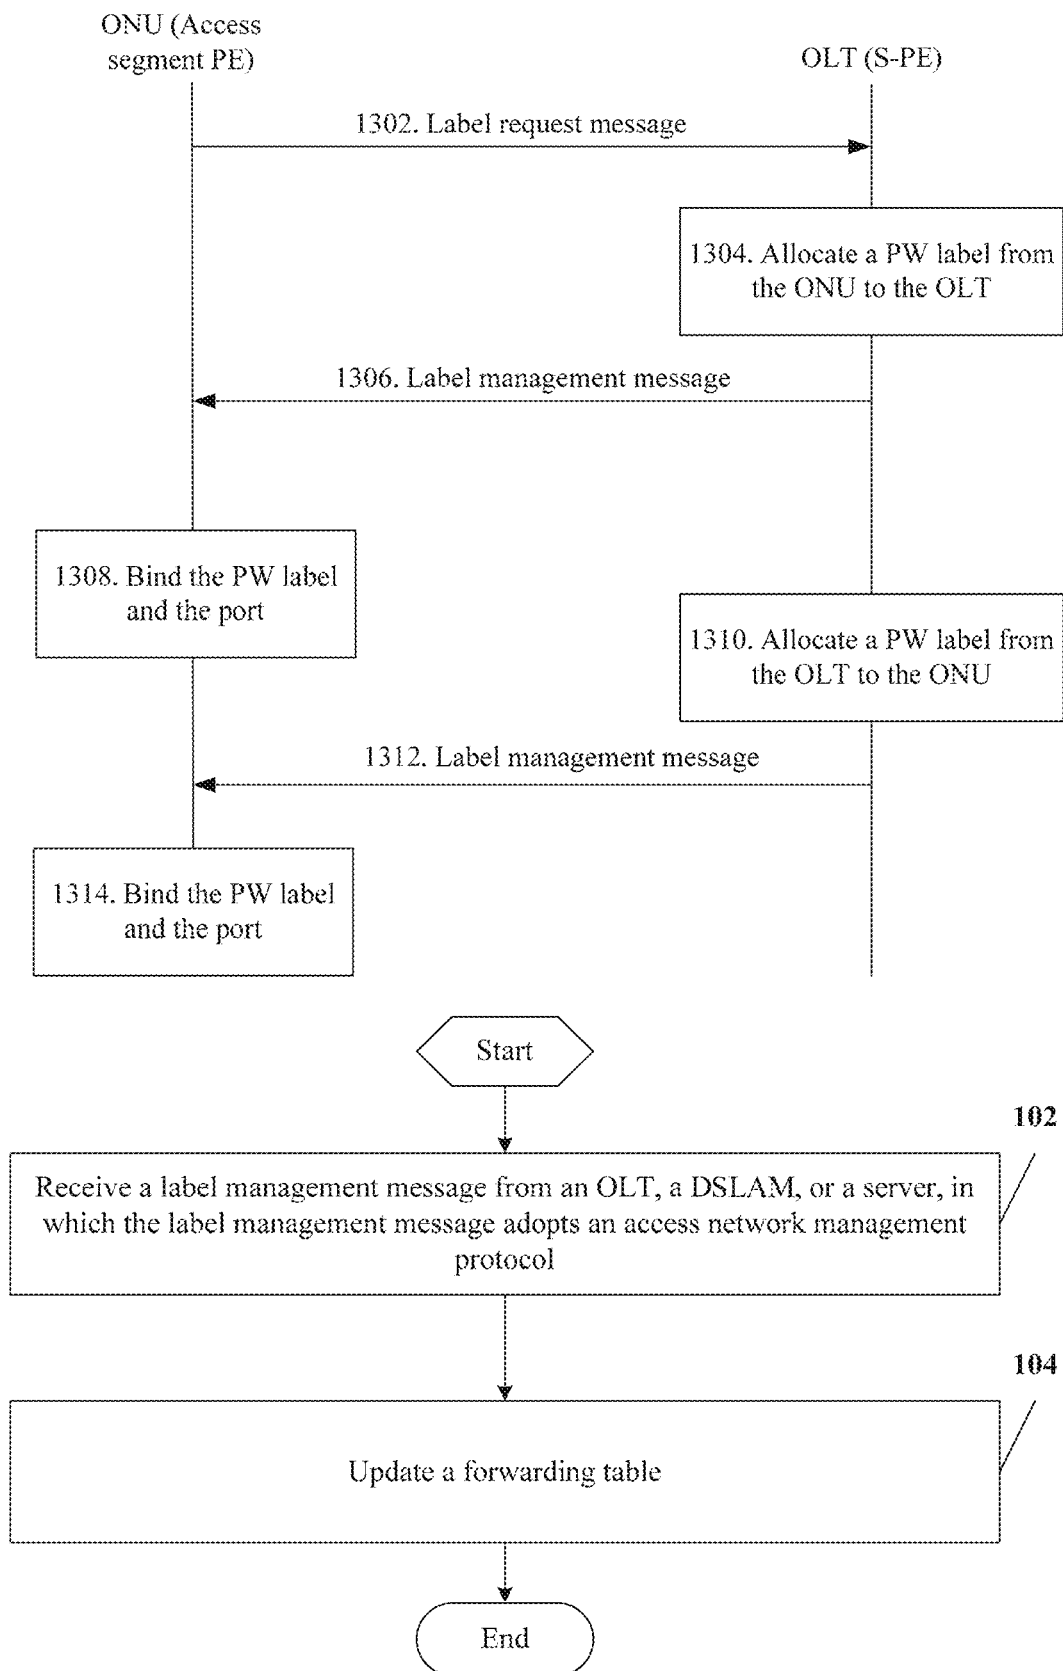 ONU (Access
segment PE)
OLT (S-PE)
1302. Label request message
1304. Allocate a PW label from
the ONU to the OLT
1306. Label management message
1308. Bind the PW label
and the port
1310. Allocate a PW label from
the OLT to the ONU
1312. Label management message
1314. Bind the PW label
and the port
Start
102
Receive a label management message from an OLT, a DSLAM, or a server, in
which the label management message adopts an access network management
protocol
104
Update a forwarding table
End